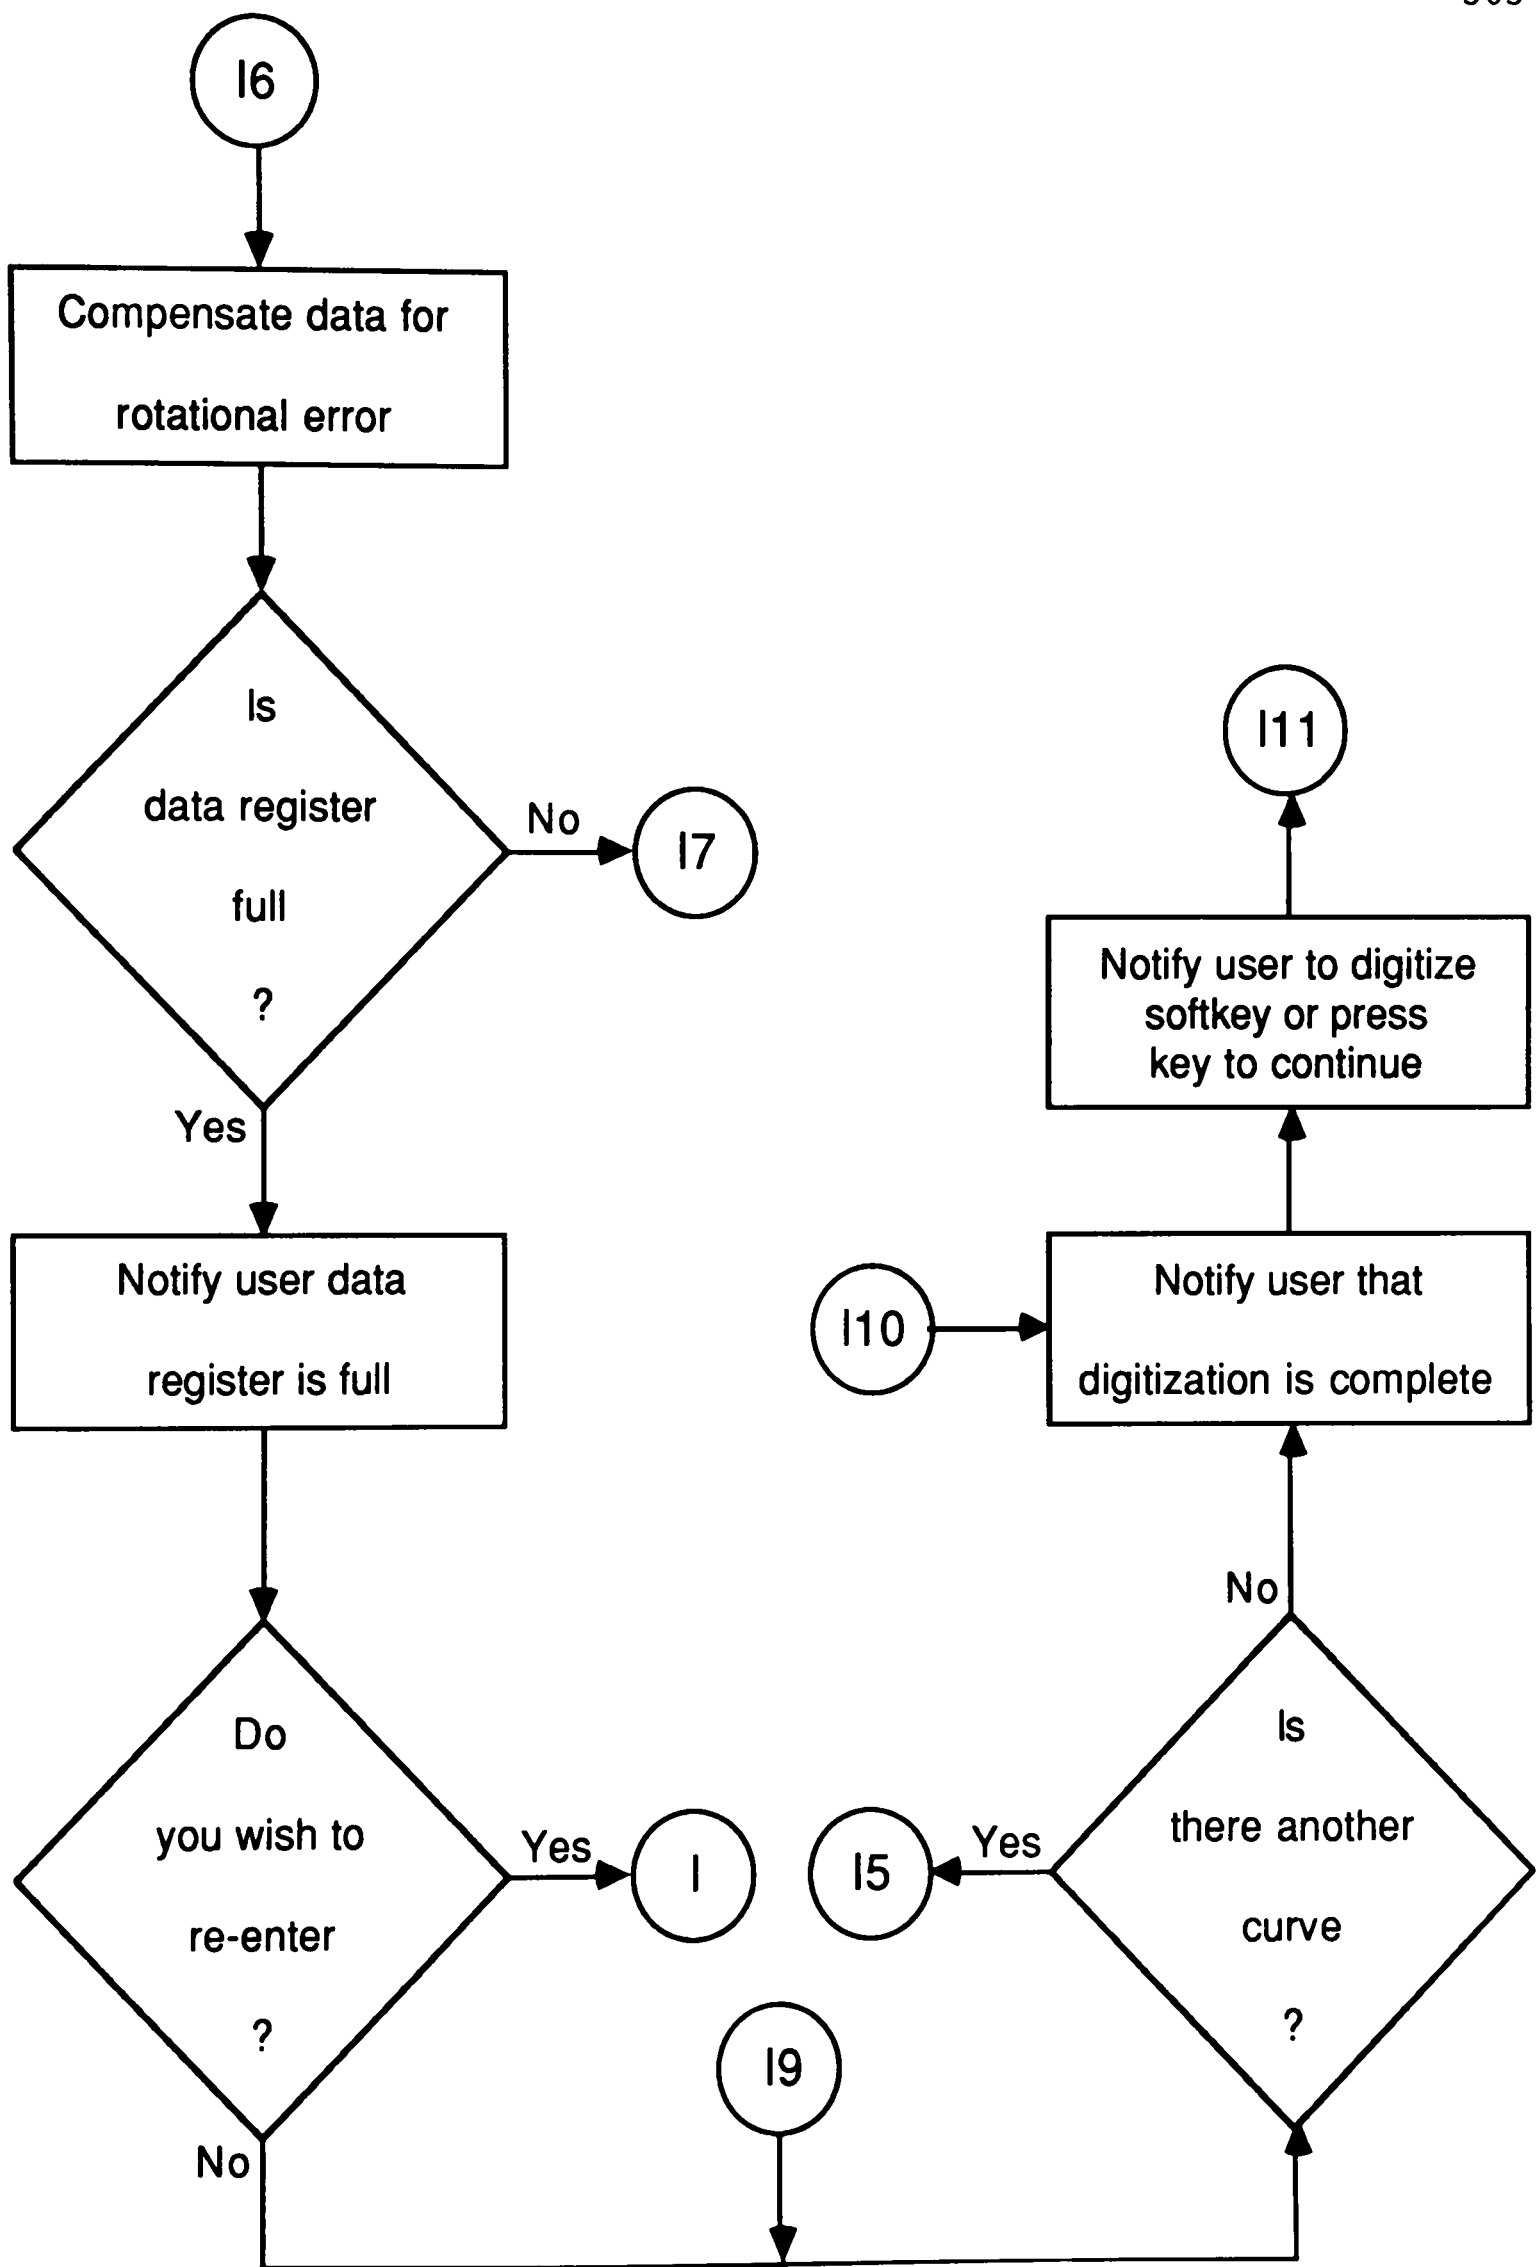 I6
Compensate data for
rotational error
Is
data register
full
?
No
I7
Yes
Notify user data
register is full
Do
you wish to
re-enter
?
Yes
I
No
I9
Is
there another
curve
?
Yes
I5
No
Notify user that
digitization is complete
I10
Notify user to digitize
softkey or press
key to continue
I11